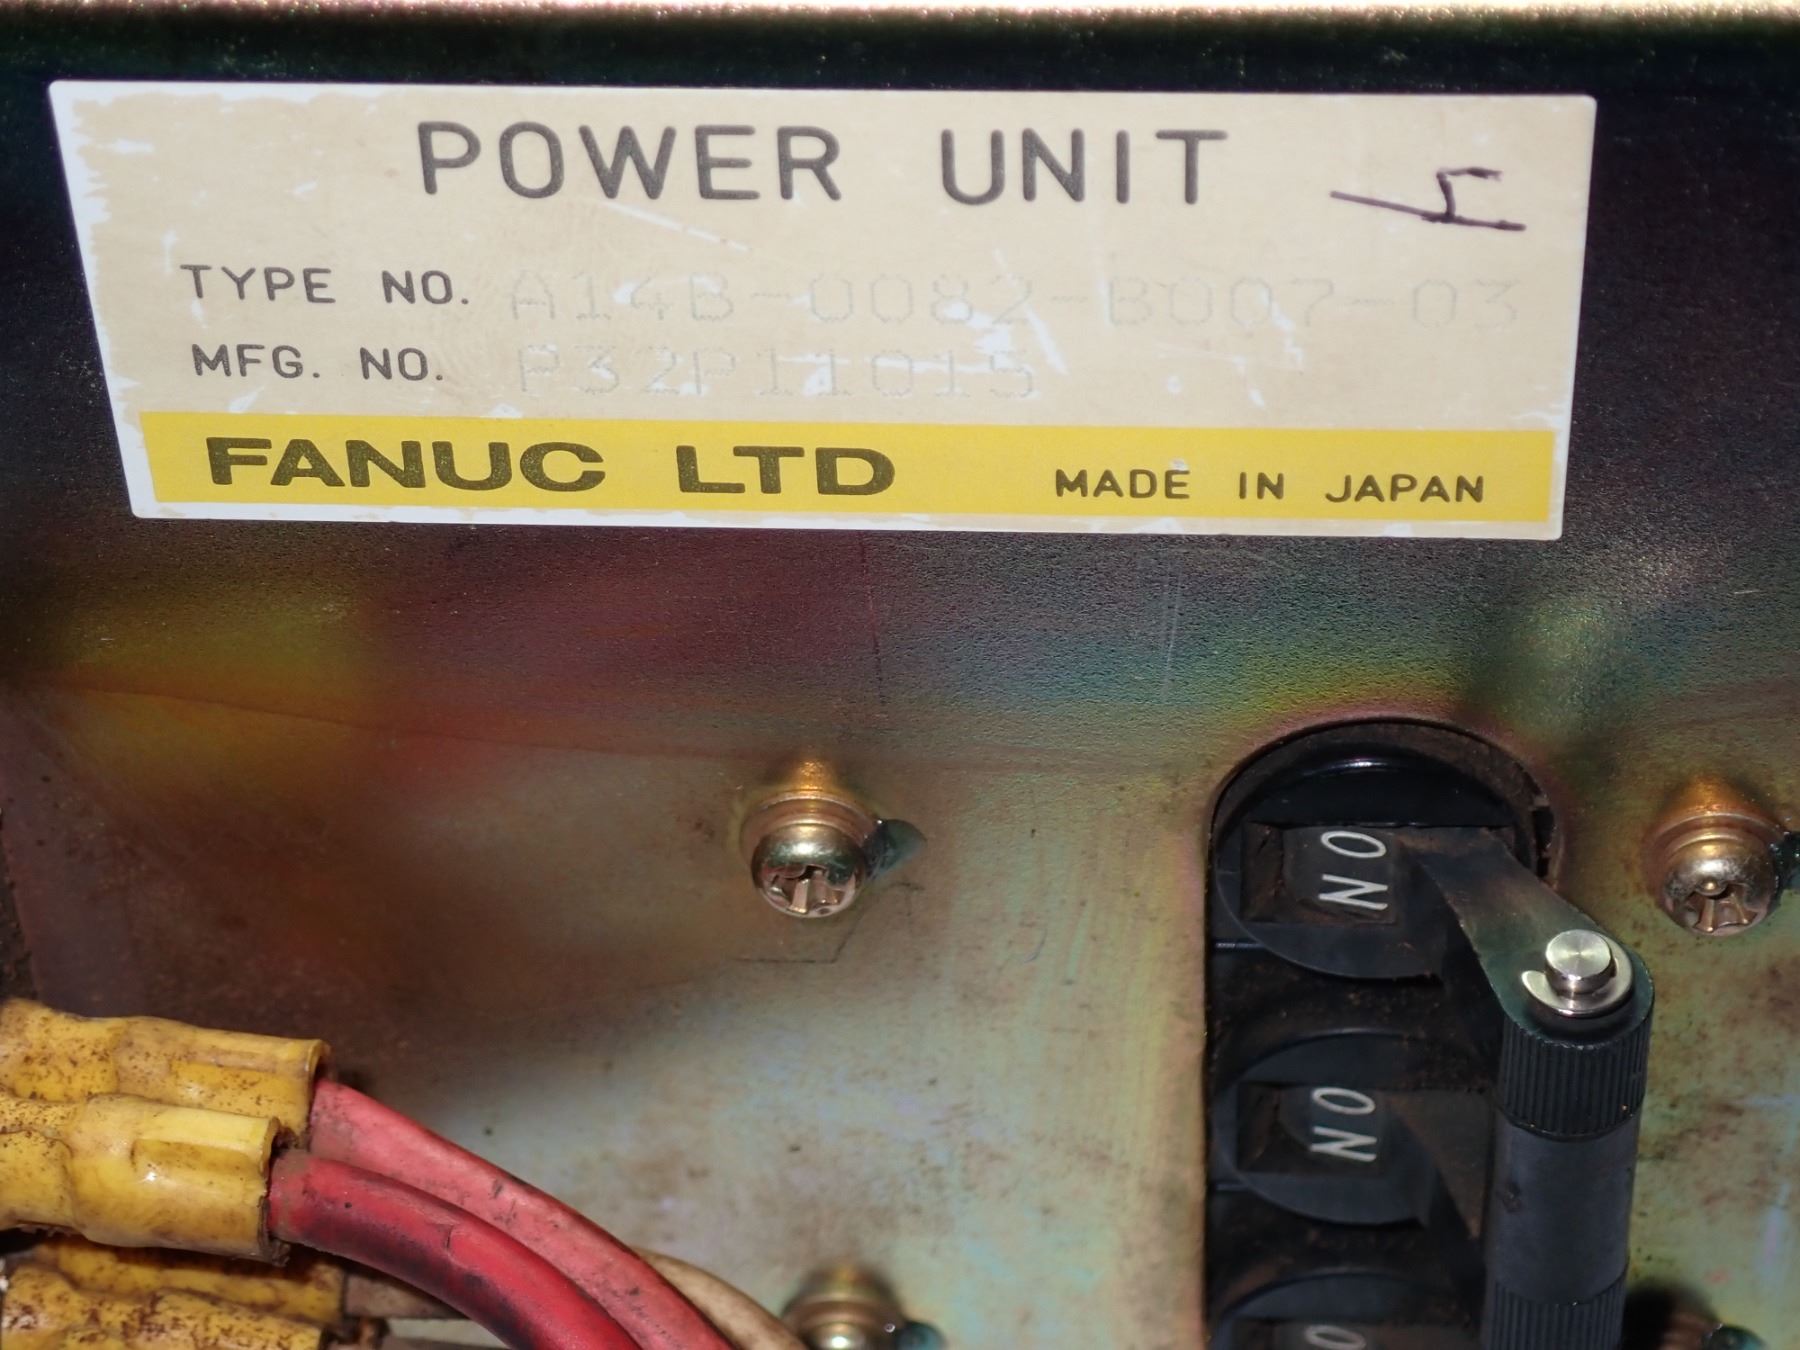 POWER UNIT
TYPE NO. A14B-0082-B007-03
MFG. NO. P32P11015
FANUC LTD MADE IN JAPAN
ON
ON